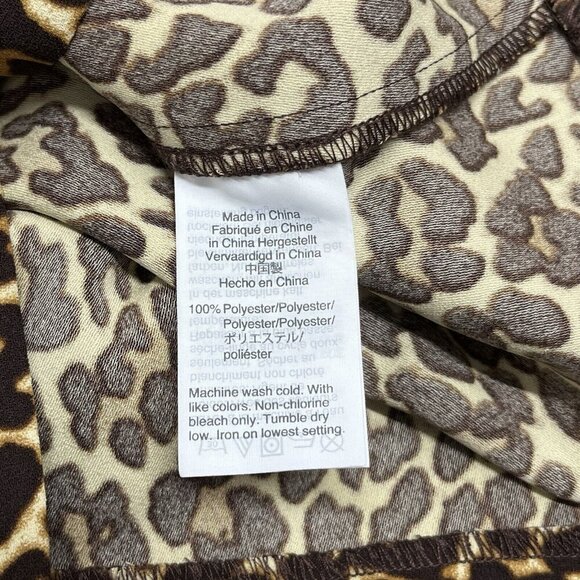 Made in China
Fabriqué en Chine
in China Hergestellt
Vervaardigd in China
中国製
Hecho en China
100% Polyester/Polyester/
Polyester/Polyester/
ポリエステル/
poliéster
Machine wash cold. With
like colors. Non-chlorine
bleach only. Tumble dry
low. Iron on lowest setting.